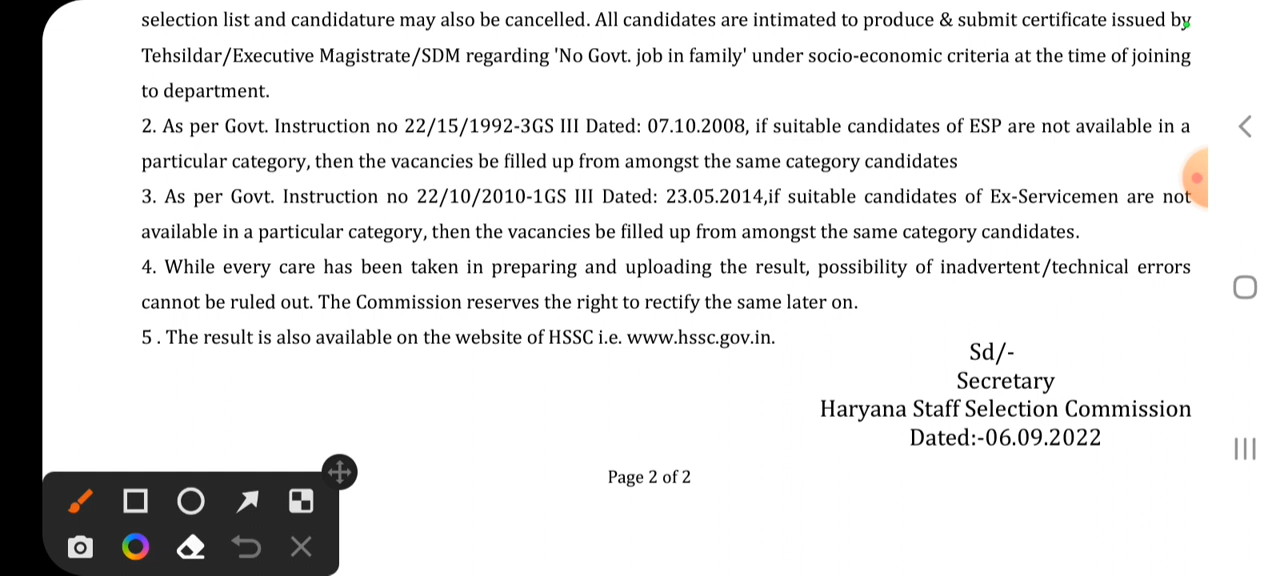 selection list and candidature may also be cancelled. All candidates are intimated to produce & submit certificate issued by
Tehsildar/Executive Magistrate/SDM regarding 'No Govt. job in family' under socio-economic criteria at the time of joining
to department.
2. As per Govt. Instruction no 22/15/1992-3GS III Dated: 07.10.2008, if suitable candidates of ESP are not available in a
particular category, then the vacancies be filled up from amongst the same category candidates
3. As per Govt. Instruction no 22/10/2010-1GS III Dated: 23.05.2014,if suitable candidates of Ex-Servicemen are not
available in a particular category, then the vacancies be filled up from amongst the same category candidates.
4. While every care has been taken in preparing and uploading the result, possibility of inadvertent/technical errors
cannot be ruled out. The Commission reserves the right to rectify the same later on.
5 . The result is also available on the website of HSSC i.e. www.hssc.gov.in.
Sd/-
Secretary
Haryana Staff Selection Commission
Dated:-06.09.2022
Page 2 of 2